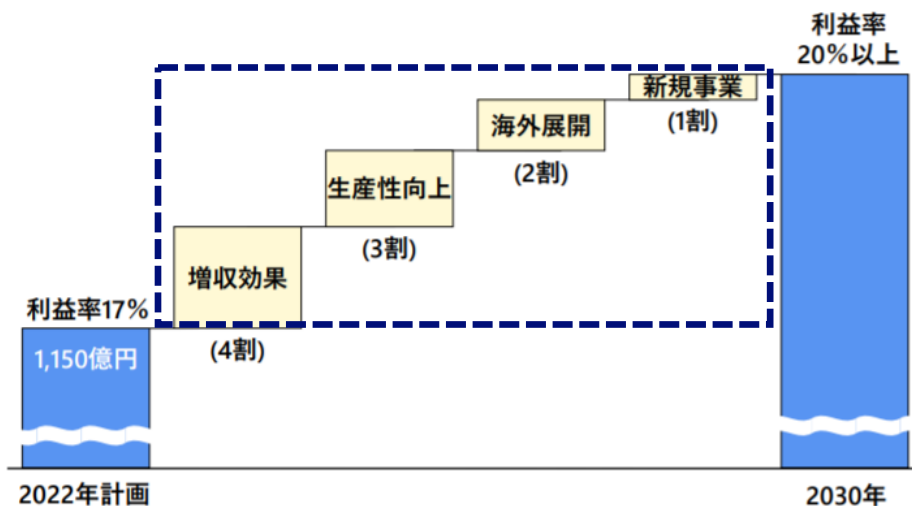 利益率
20%以上
新規事業
(1割)
海外展開
(2割)
生産性向上
(3割)
増収効果
(4割)
利益率17%
1,150億円
2022年計画
2030年